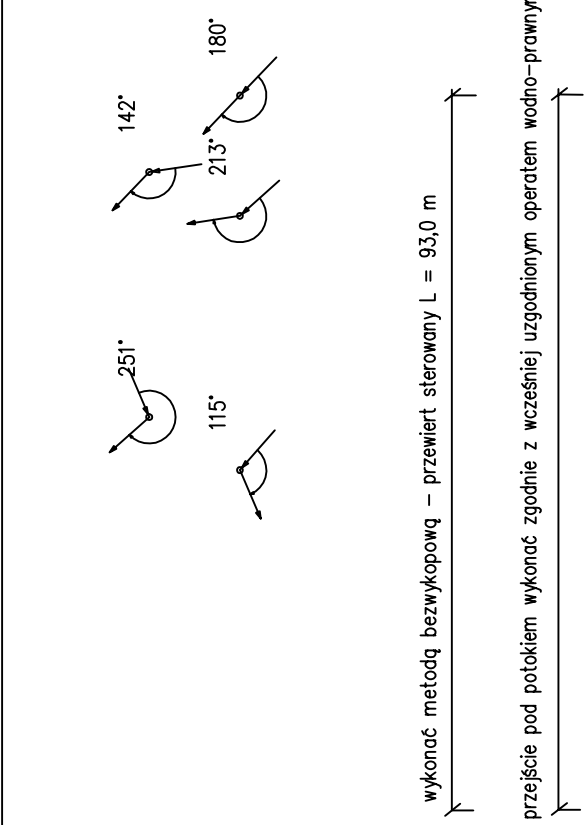 251°
142°
115°
213°
180°
wykonać metodą bezwykopową – przewiert sterowany L = 93,0 m
przejście pod potokiem wykonać zgodnie z wcześniej uzgodnionym operatem wodno-prawnym